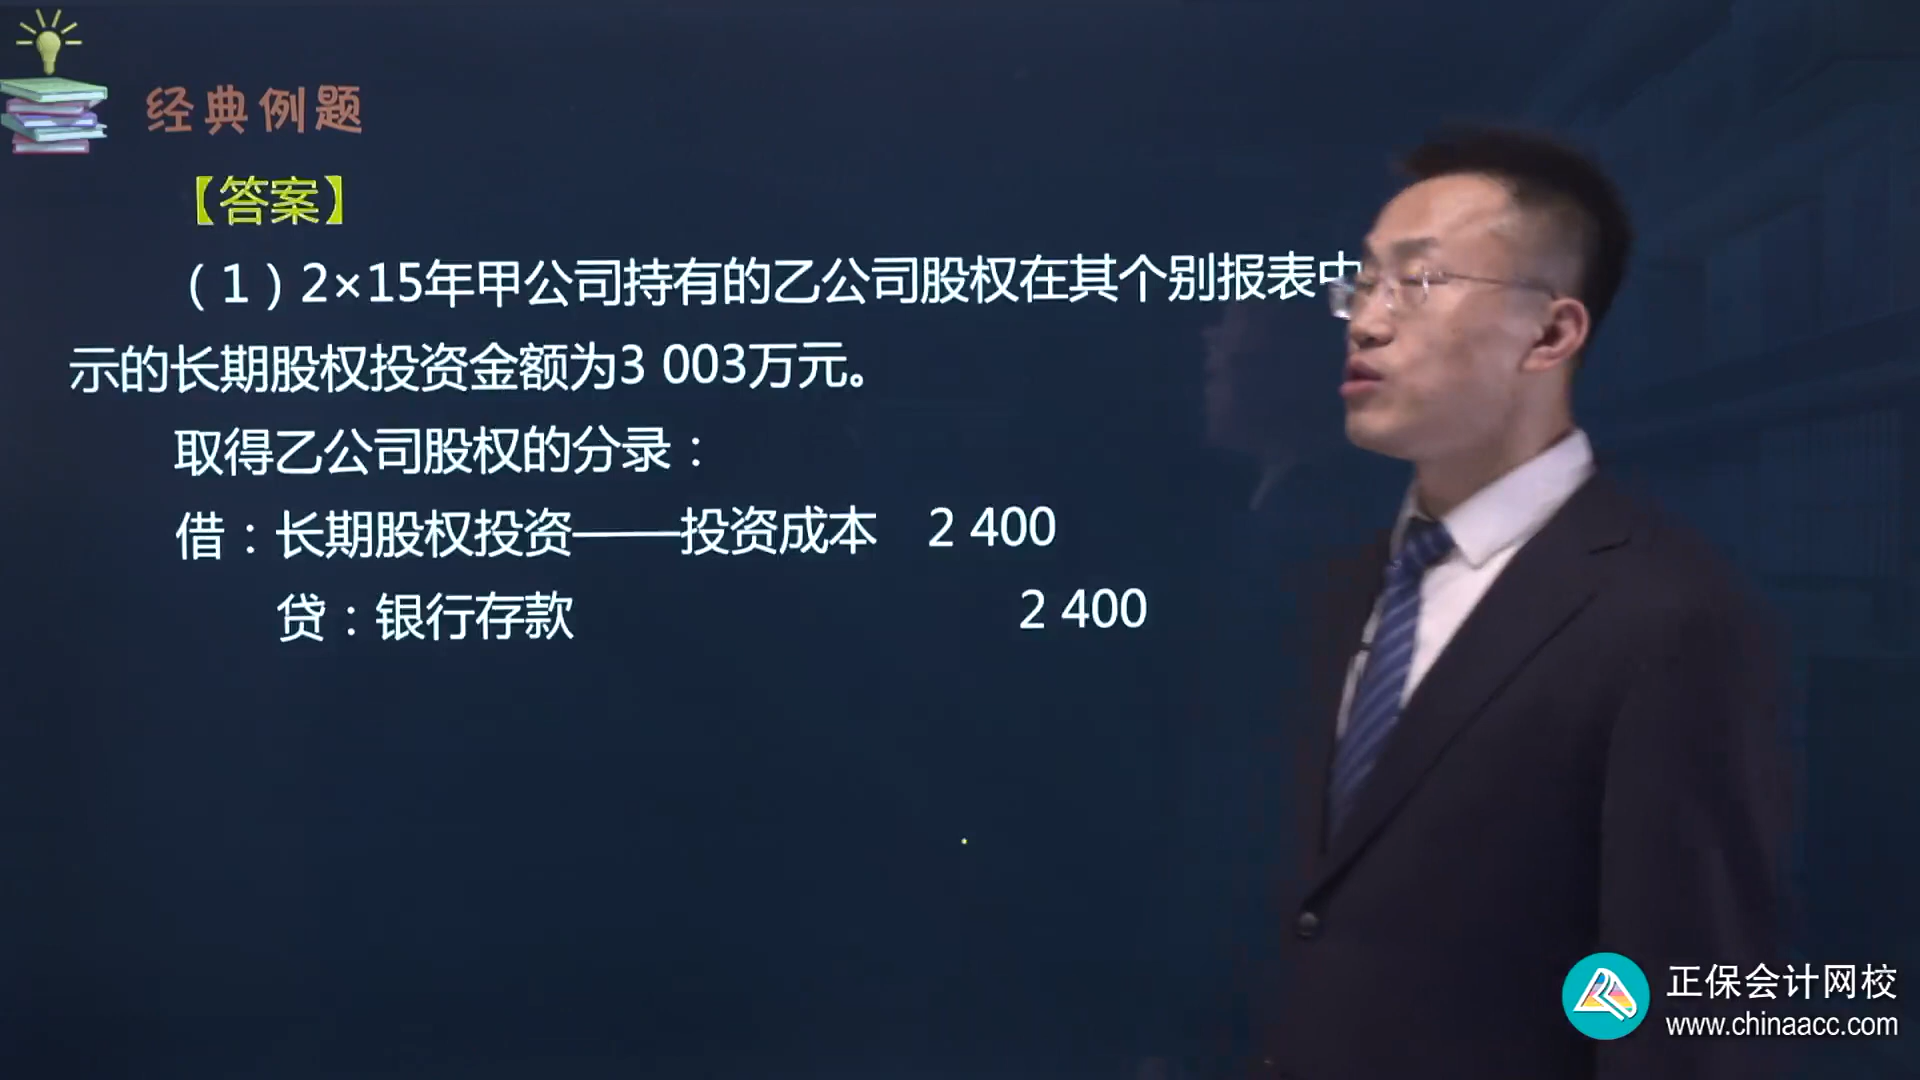 经典例题
【答案】
（1）2×15年甲公司持有的乙公司股权在其个别报表中
示的长期股权投资金额为3 003万元。
取得乙公司股权的分录：
借：长期股权投资——投资成本 2 400
贷：银行存款 2 400
正保会计网校
www.chinaacc.com